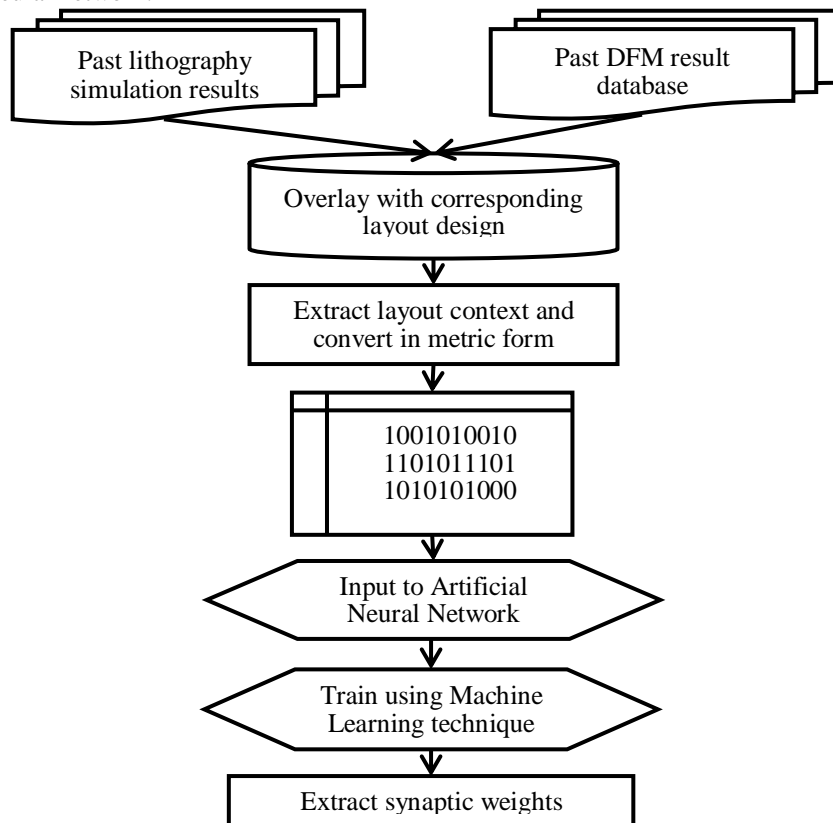 Past lithography
simulation results
Past DFM result
database
Overlay with corresponding
layout design
Extract layout context and
convert in metric form
1001010010
1101011101
1010101000
Input to Artificial
Neural Network
Train using Machine
Learning technique
Extract synaptic weights